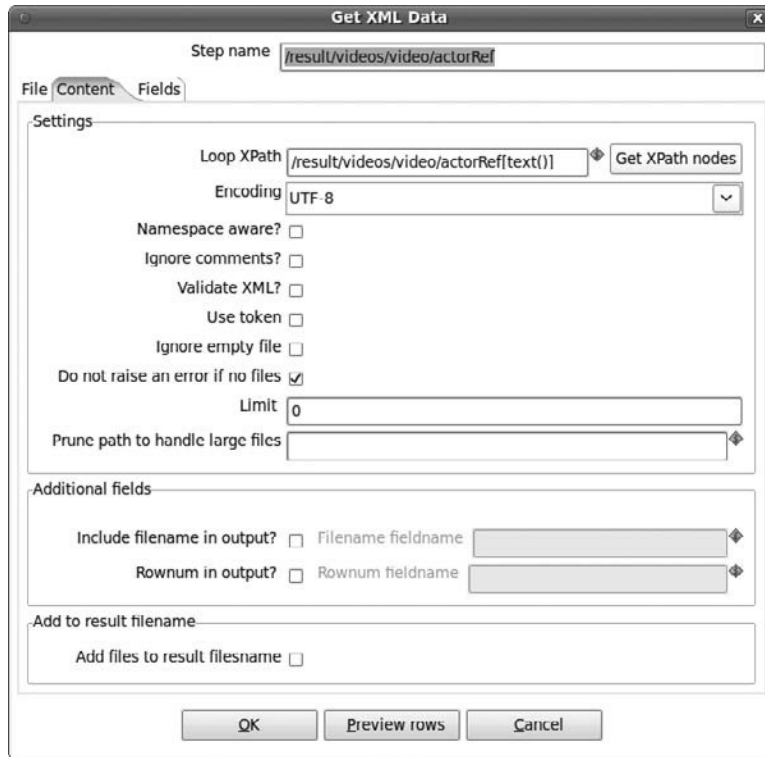 Get XML Data
Step name /result/videos/video/actorRef
File Content Fields
Settings
Loop XPath /result/videos/video/actorRef[text()] Get XPath nodes
Encoding UTF-8
Namespace aware?
Ignore comments?
Validate XML?
Use token
Ignore empty file
Do not raise an error if no files
Limit 0
Prune path to handle large files
Additional fields
Include filename in output? Filename fieldname
Rownum in output? Rownum fieldname
Add to result filename
Add files to result filesname
OK Preview rows Cancel